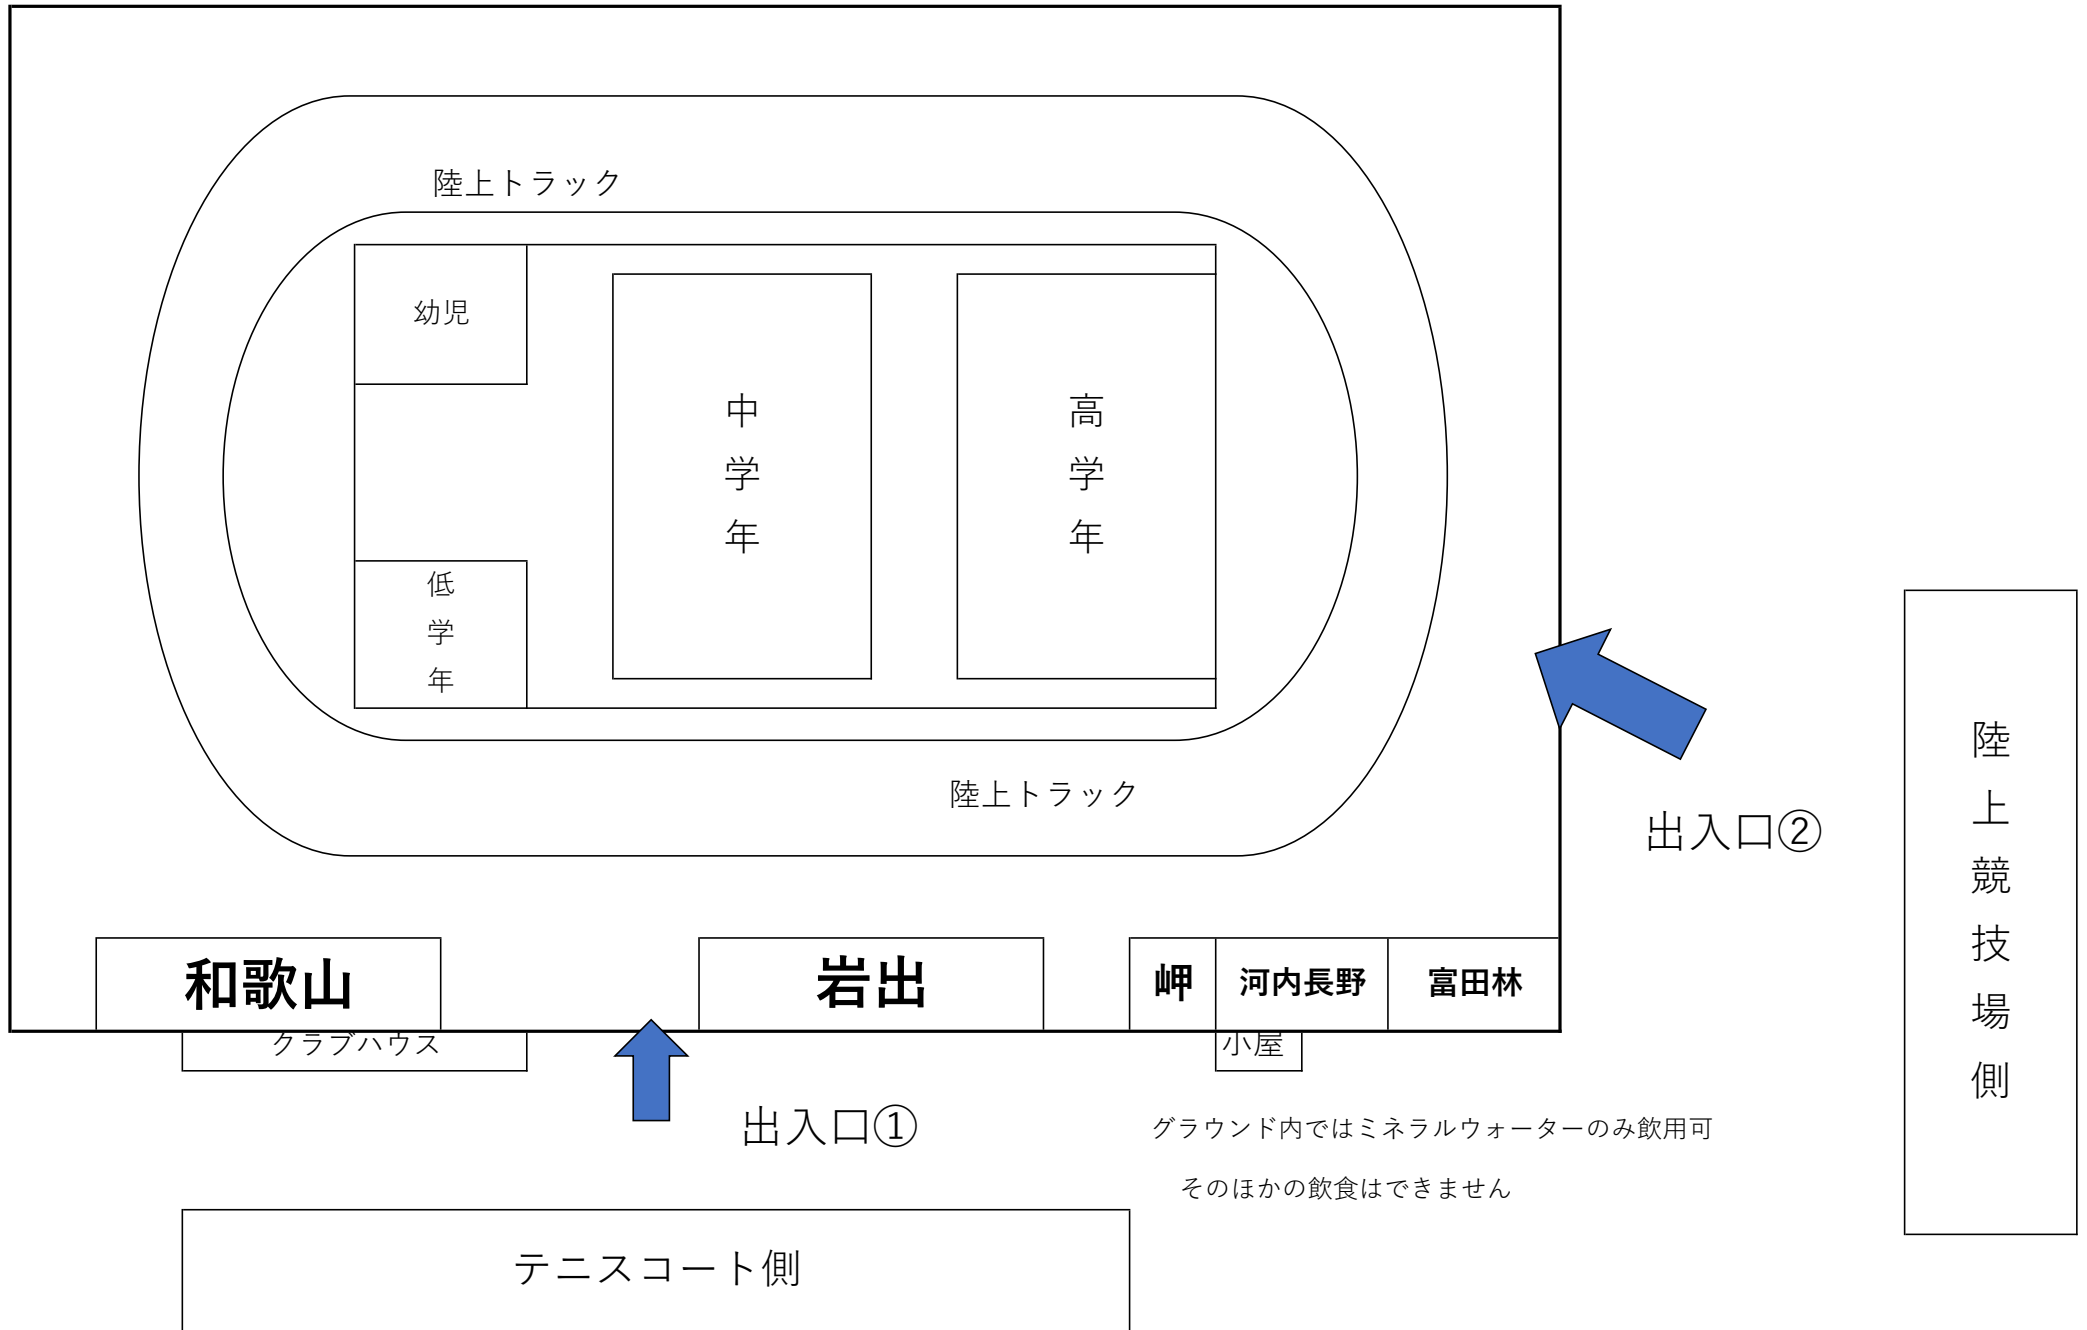 陸上トラック
幼児
中学年
高学年
低学年
陸上トラック
出入口②
陸上競技場側
和歌山
岩出
岬
河内長野
富田林
クラブハウス
小屋
出入口①
グラウンド内ではミネラルウォーターのみ飲用可
そのほかの飲食はできません
テニスコート側